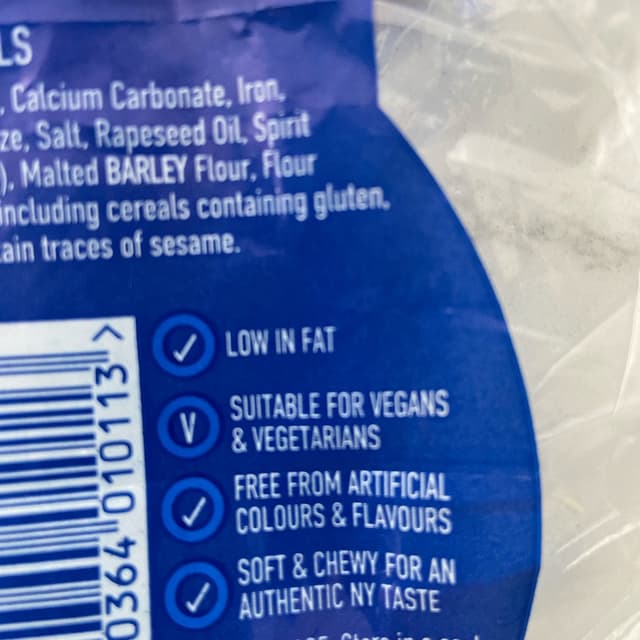 LS
, Calcium Carbonate, Iron,
ze, Salt, Rapeseed Oil, Spirit
), Malted BARLEY Flour, Flour
including cereals containing gluten,
ain traces of sesame.
LOW IN FAT
V SUITABLE FOR VEGANS
& VEGETARIANS
FREE FROM ARTIFICIAL
COLOURS & FLAVOURS
SOFT & CHEWY FOR AN
AUTHENTIC NY TASTE
0364 010113 >